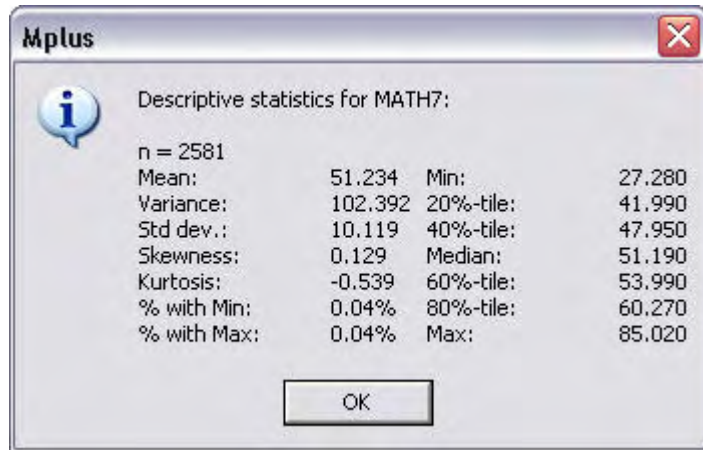 Mplus
Descriptive statistics for MATH7:
n = 2581
Mean: 51.234 Min: 27.280
Variance: 102.392 20%-tile: 41.990
Std dev.: 10.119 40%-tile: 47.950
Skewness: 0.129 Median: 51.190
Kurtosis: -0.539 60%-tile: 53.990
% with Min: 0.04% 80%-tile: 60.270
% with Max: 0.04% Max: 85.020
OK